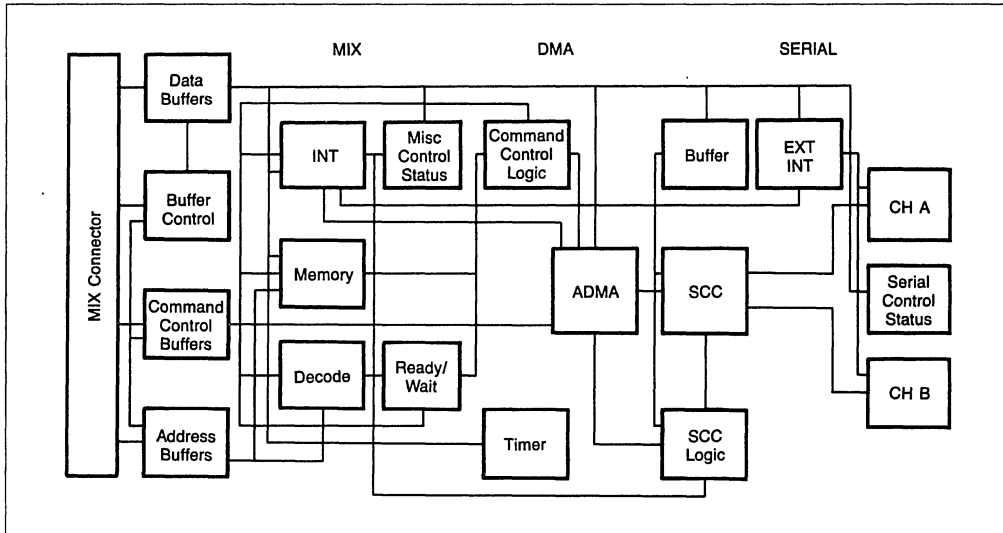 MIX
DMA
SERIAL
MIX Connector
Data
Buffers
Buffer
Control
Command
Control
Buffers
Address
Buffers
INT
Misc
Control
Status
Command
Control
Logic
Memory
Decode
Ready/
Wait
Timer
ADMA
Buffer
EXT
INT
SCC
SCC
Logic
CH A
Serial
Control
Status
CH B